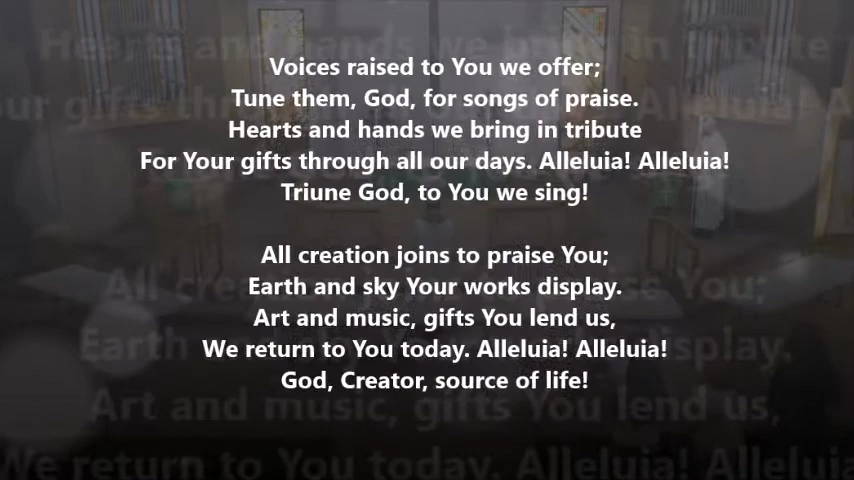 Voices raised to You we offer;
Tune them, God, for songs of praise.
Hearts and hands we bring in tribute
For Your gifts through all our days. Alleluia! Alleluia!
Triune God, to You we sing!
All creation joins to praise You;
Earth and sky Your works display.
Art and music, gifts You lend us,
We return to You today. Alleluia! Alleluia!
God, Creator, source of life!